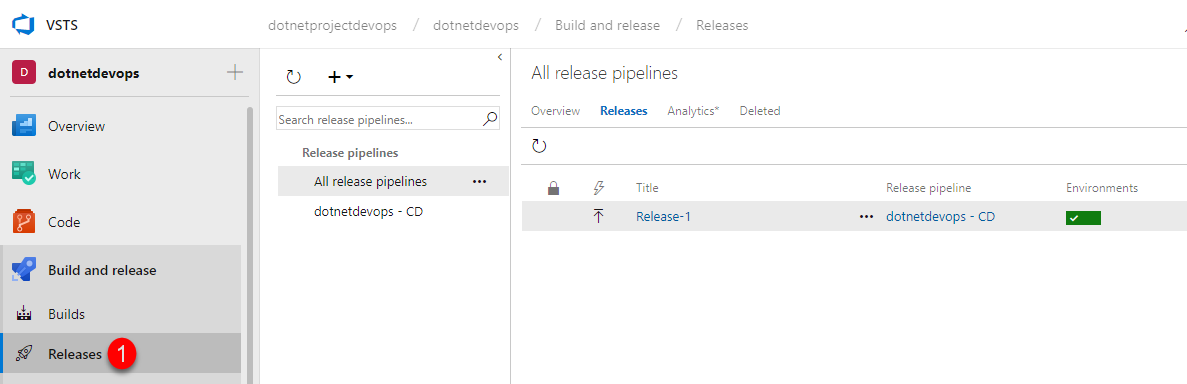 VSTS
dotnetprojectdevops / dotnetdevops / Build and release / Releases
D dotnetdevops
Overview
Work
Code
Build and release
Builds
Releases 1
Search release pipelines...
Release pipelines
All release pipelines
dotnetdevops - CD
All release pipelines
Overview Releases Analytics* Deleted
Title Release pipeline Environments
Release-1 dotnetdevops - CD